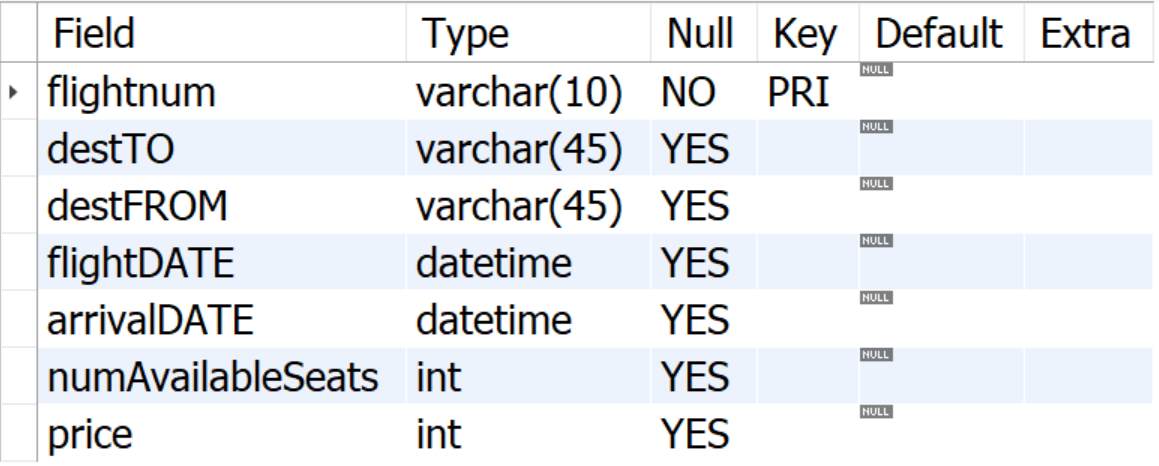 Field Type Null Key Default Extra
flightnum varchar(10) NO PRI NULL
destTO varchar(45) YES NULL
destFROM varchar(45) YES NULL
flightDATE datetime YES NULL
arrivalDATE datetime YES NULL
numAvailableSeats int YES NULL
price int YES NULL